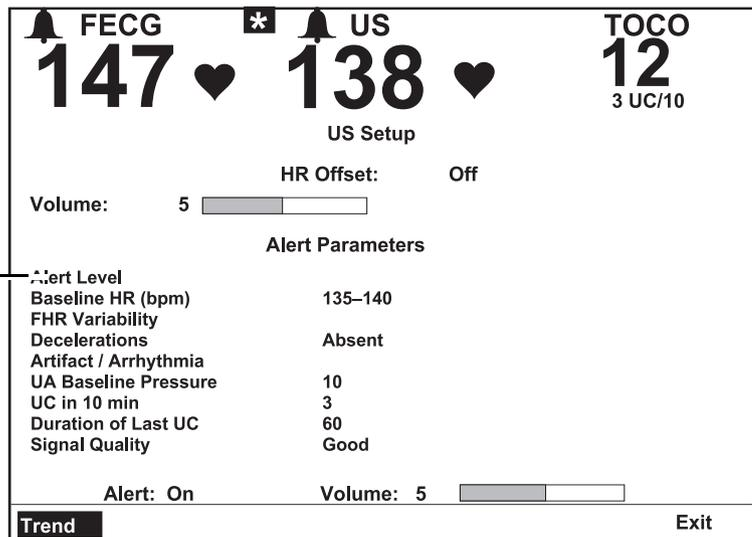 FECG * US TOCO
147 138 12
3 UC/10
US Setup
HR Offset: Off
Volume: 5
Alert Parameters
Alert Level
Baseline HR (bpm) 135–140
FHR Variability
Decelerations Absent
Artifact / Arrhythmia
UA Baseline Pressure 10
UC in 10 min 3
Duration of Last UC 60
Signal Quality Good
Alert: On Volume: 5
Trend Exit